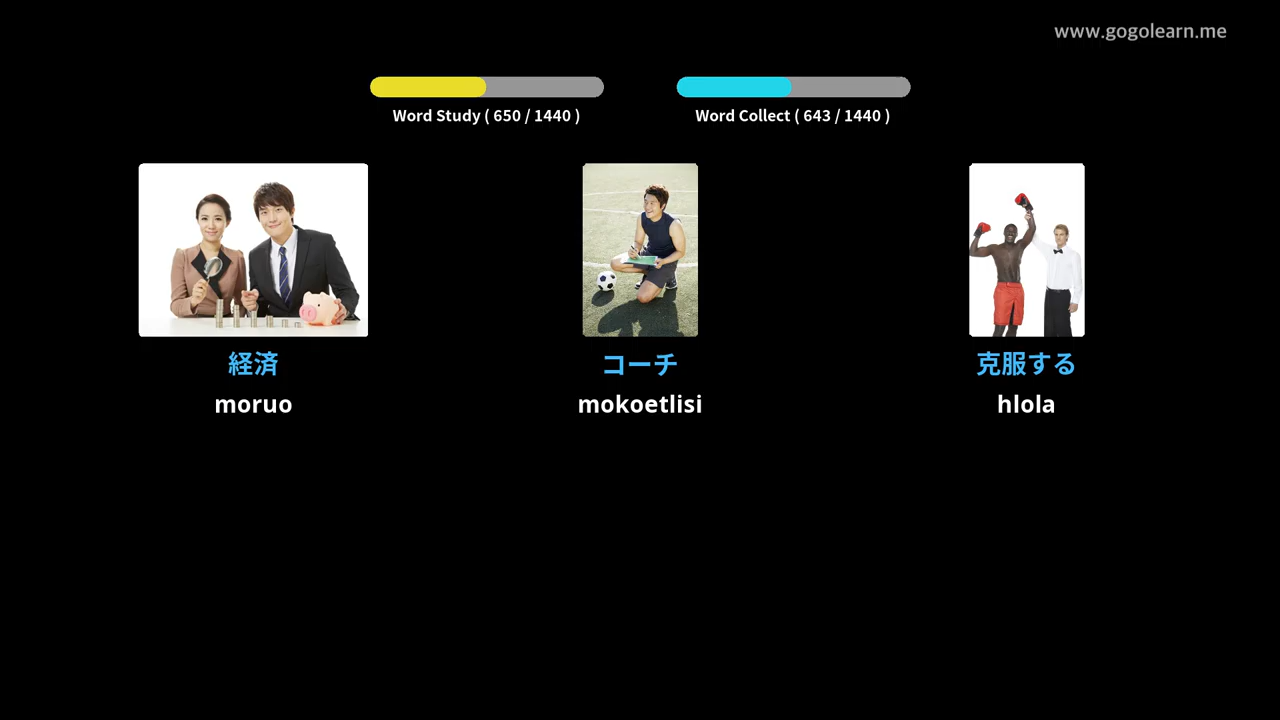 www.gogolearn.me
Word Study ( 650 / 1440 )
Word Collect ( 643 / 1440 )
経済
コーチ
克服する
moruo
mokoetlisi
hlola